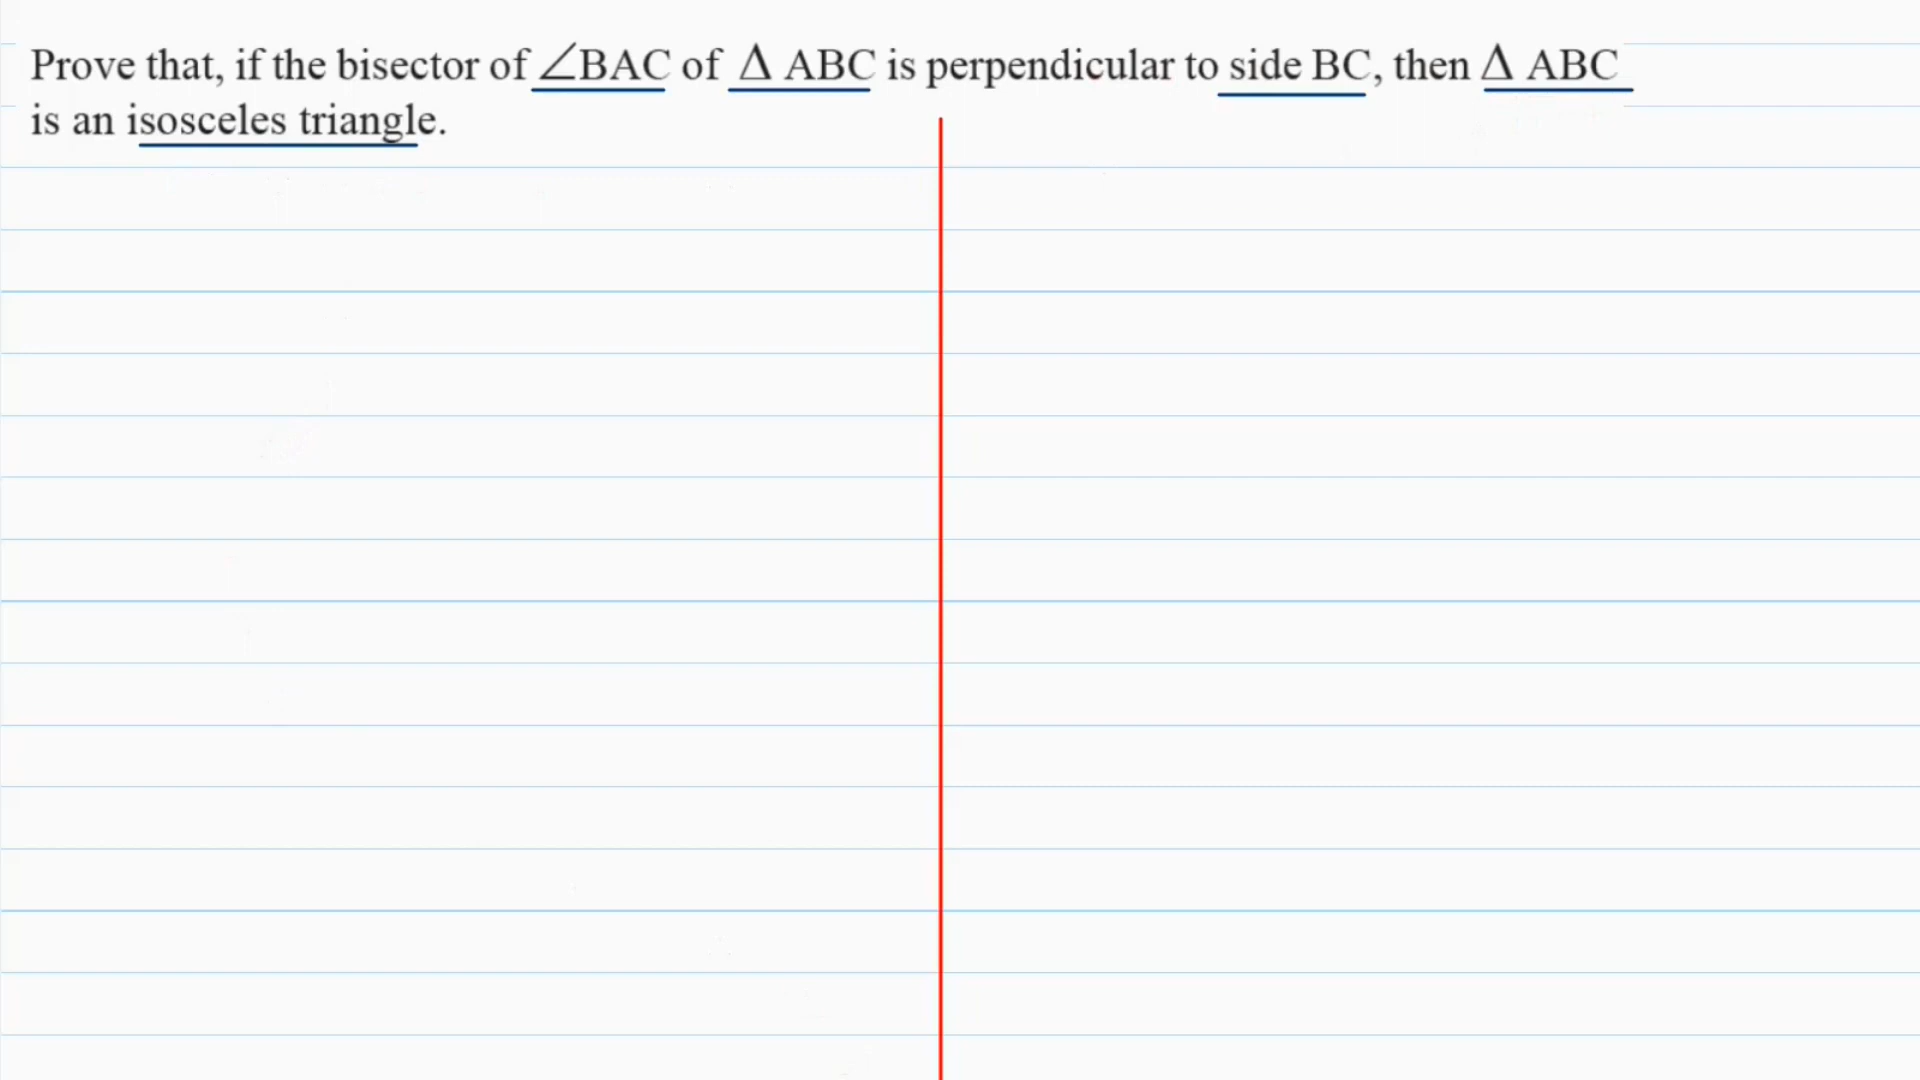 Prove that, if the bisector of ∠BAC of Δ ABC is perpendicular to side BC, then Δ ABC
is an isosceles triangle.